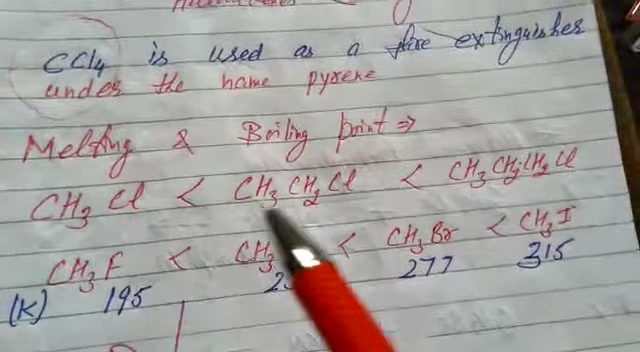 CCl4 is used as a fire extinguisher
under the name pyrene
Melting & Boiling point ⇒
CH3Cl < CH3CH2Cl < CH3CH2CH2Cl
CH3F < CH3 < CH3Br < CH3I
(K) 195 277 315